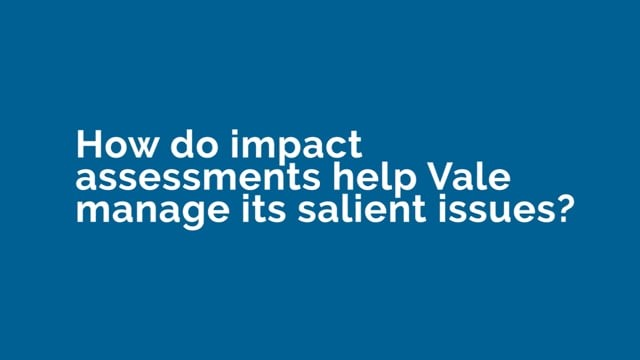 How do impact
assessments help Vale
manage its salient issues?